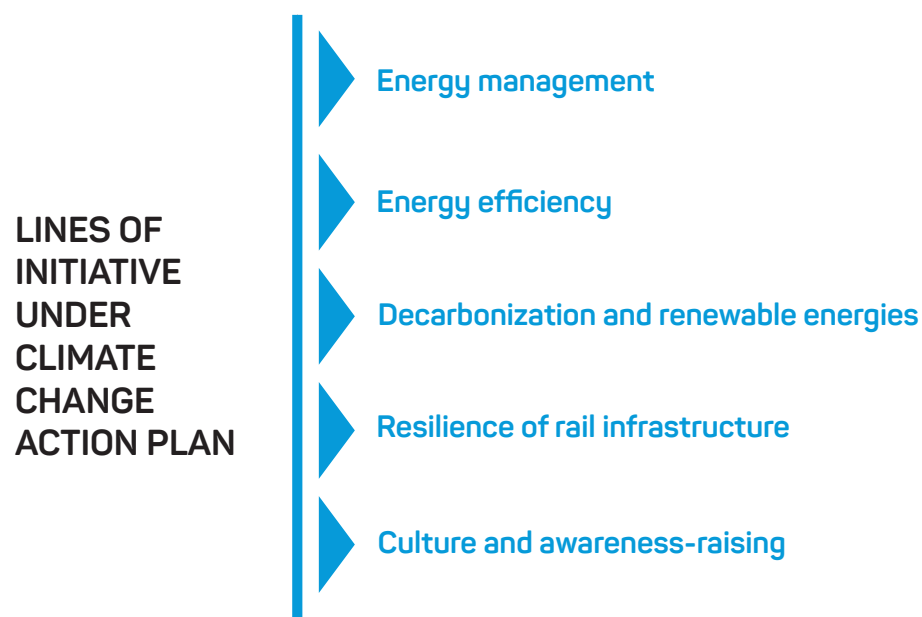 LINES OF
INITIATIVE
UNDER
CLIMATE
CHANGE
ACTION PLAN
Energy management
Energy efficiency
Decarbonization and renewable energies
Resilience of rail infrastructure
Culture and awareness-raising